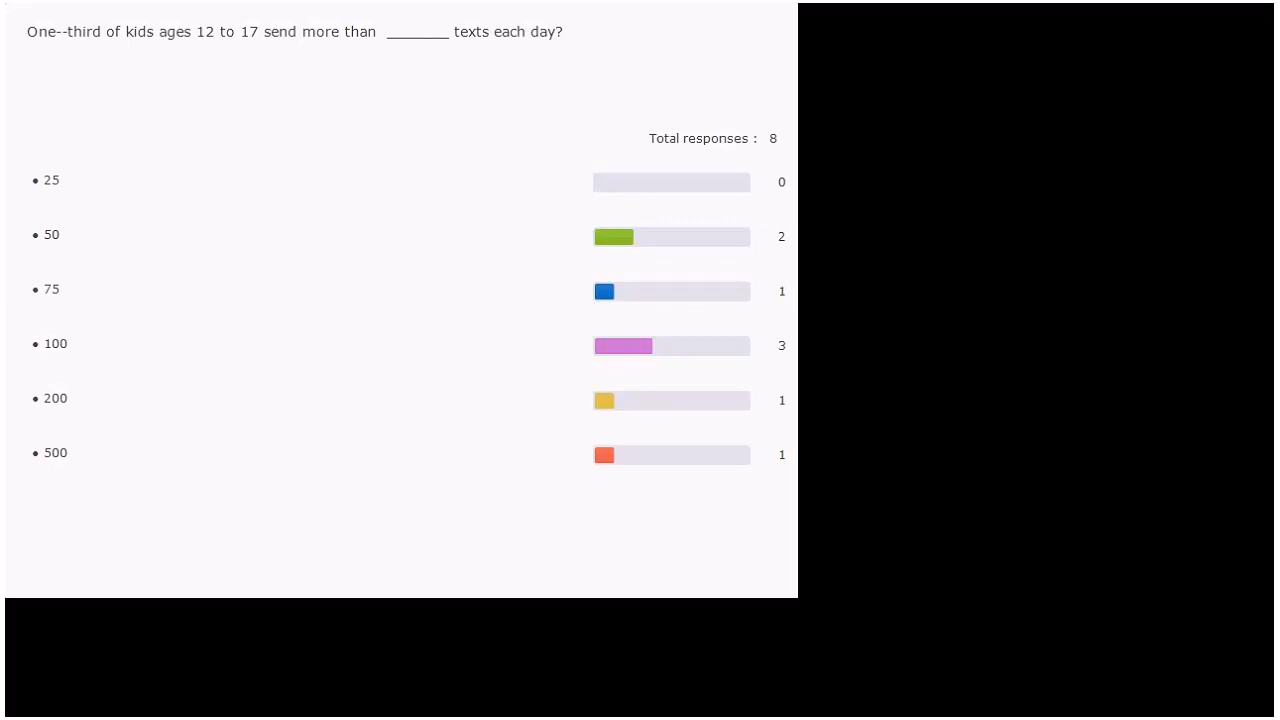 One--third of kids ages 12 to 17 send more than _______ texts each day?
Total responses : 8
• 25 0
• 50 2
• 75 1
• 100 3
• 200 1
• 500 1